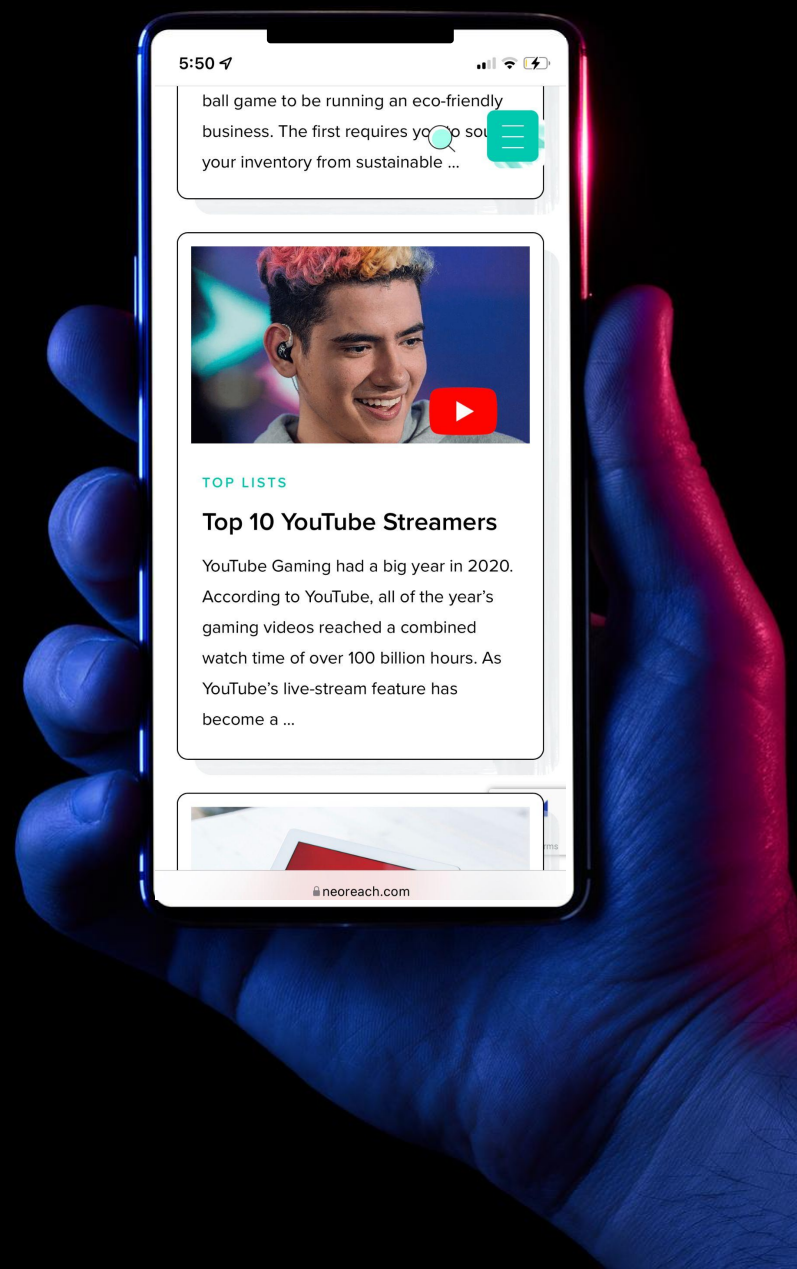 5:50
ball game to be running an eco-friendly
business. The first requires to
your inventory from sustainable ...
TOP LISTS
Top 10 YouTube Streamers
YouTube Gaming had a big year in 2020.
According to YouTube, all of the year’s
gaming videos reached a combined
watch time of over 100 billion hours. As
YouTube’s live-stream feature has
become a ...
neoreach.com